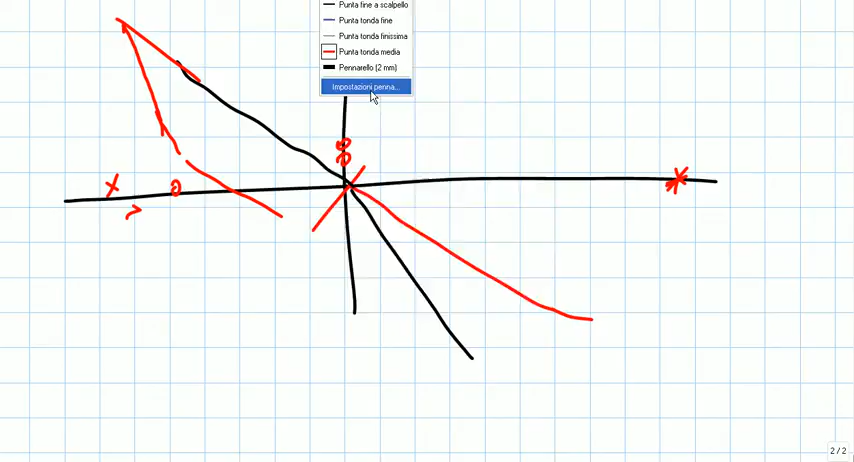 Punta fine a scalpello
Punta tonda fine
Punta tonda finissima
Punta tonda media
Pennarello (2 mm)
Impostazioni penna...
2 / 2